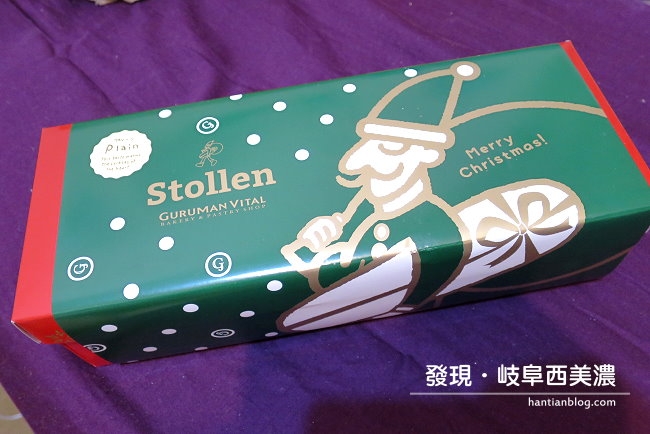 Plain
Stollen
GURUMAN VITAL
BAKERY & PASTRY SHOP
Merry
Christmas!
G
G
G
G
發現・岐阜西美濃
hantianblog.com